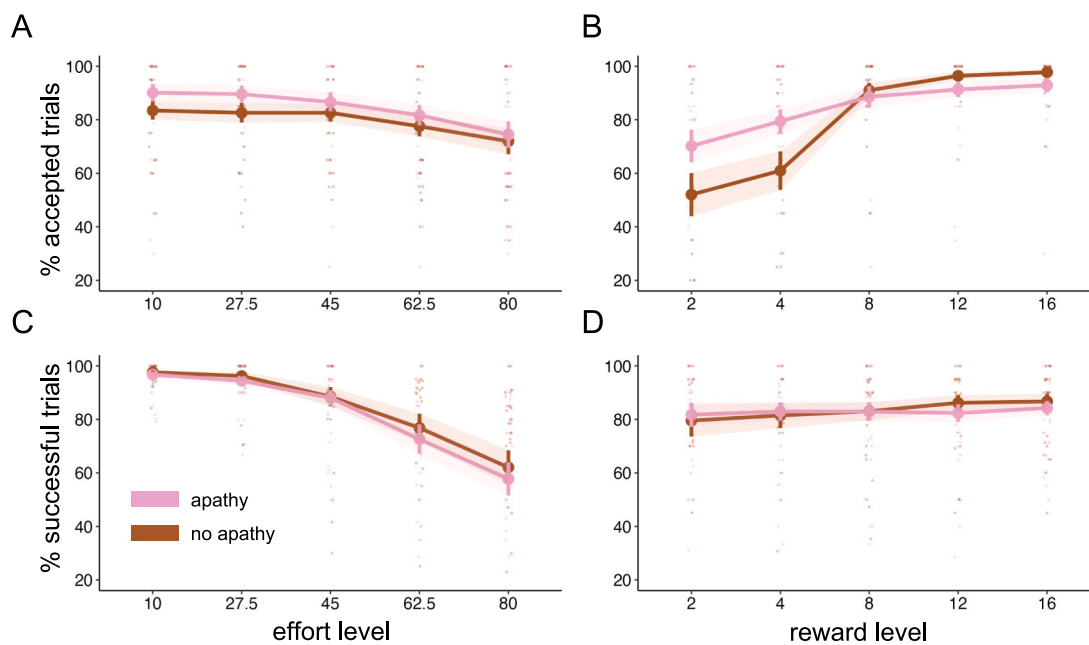 A
B
% accepted trials
100
80
60
40
20
10 27.5 45 62.5 80
100
80
60
40
20
2 4 8 12 16
C
D
% successful trials
100
80
60
40
20
apathy
no apathy
10 27.5 45 62.5 80
effort level
100
80
60
40
20
2 4 8 12 16
reward level